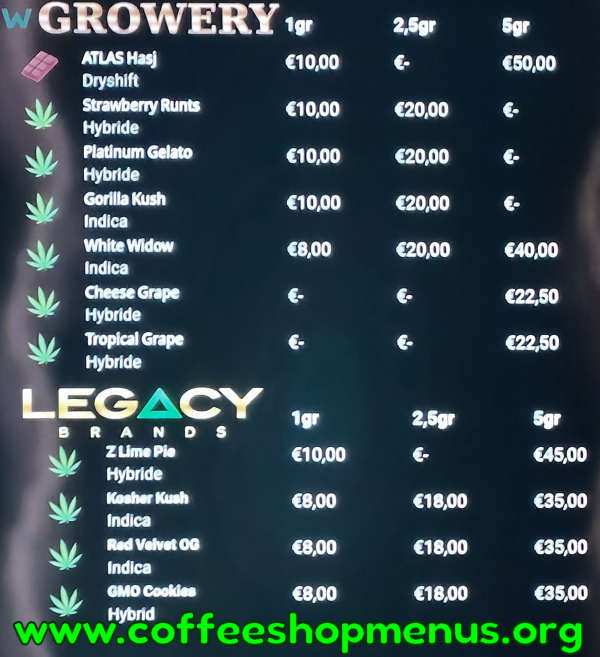 W GROWERY 1gr 2,5gr 5gr
ATLAS Hasj €10,00 €- €50,00
Dryshift
Strawberry Runts €10,00 €20,00 €-
Hybride
Platinum Gelato €10,00 €20,00 €-
Hybride
Gorilla Kush €10,00 €20,00 €-
Indica
White Widow €8,00 €20,00 €40,00
Indica
Cheese Grape €- €- €22,50
Hybride
Tropical Grape €- €- €22,50
Hybride
LEGACY 1gr 2,5gr 5gr
BRANDS
Z Lime Pie €10,00 €- €45,00
Hybride
Kosher Kush €8,00 €18,00 €35,00
Indica
Red Velvet OG €8,00 €18,00 €35,00
Indica
GMO Cookies €8,00 €18,00 €35,00
Hybrid
www.coffeeshopmenus.org